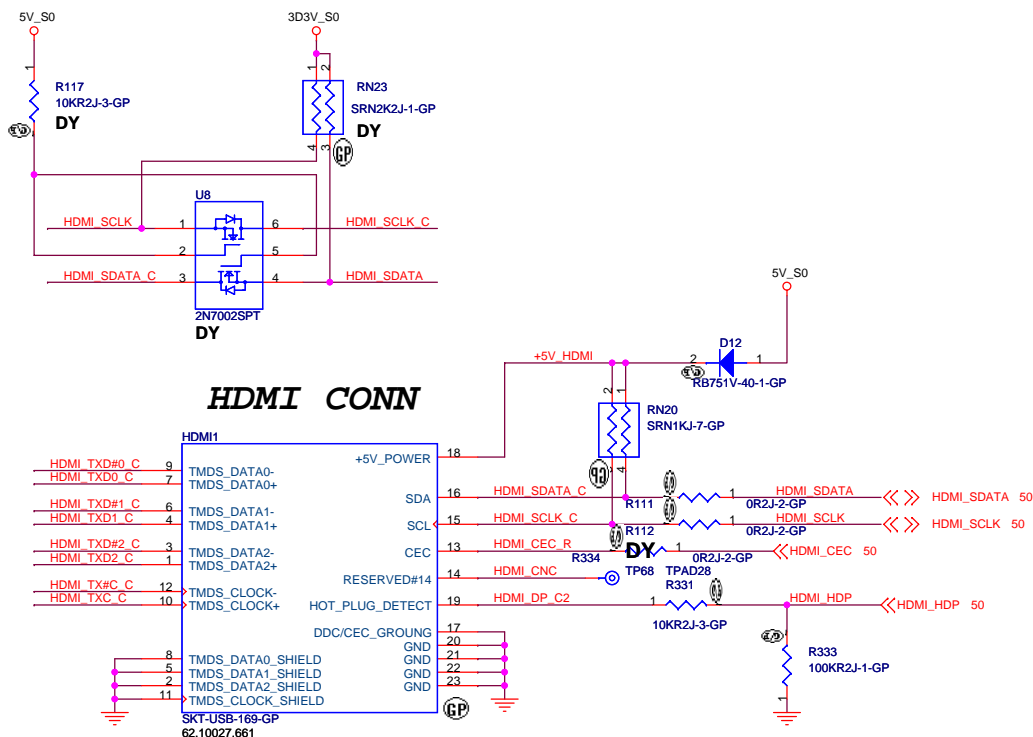 5V_S0
3D3V_S0
1
R117
10KR2J-3-GP
DY
1
2
RN23
SRN2K2J-1-GP
DY
4
3
GP
U8
HDMI_SCLK
1
6
HDMI_SCLK_C
2
5
HDMI_SDATA_C
3
4
HDMI_SDATA
2N7002SPT
DY
5V_S0
+5V_HDMI
2
D12
1
RB751V-40-1-GP
HDMI CONN
2
1
RN20
SRN1KJ-7-GP
3
4
GP
HDMI1
+5V_POWER
18
HDMI_TXD#0_C
9
TMDS_DATA0-
HDMI_TXD0_C
7
TMDS_DATA0+
SDA
16
HDMI_SDATA_C
R111
1
0R2J-2-GP
HDMI_SDATA
HDMI_SDATA 50
HDMI_TXD#1_C
6
TMDS_DATA1-
HDMI_TXD1_C
4
TMDS_DATA1+
SCL
15
HDMI_SCLK_C
R112
1
0R2J-2-GP
HDMI_SCLK
HDMI_SCLK 50
HDMI_TXD#2_C
3
TMDS_DATA2-
HDMI_TXD2_C
1
TMDS_DATA2+
CEC
13
HDMI_CEC_R
R334
DY
1
0R2J-2-GP
HDMI_CEC 50
RESERVED#14
14
HDMI_CNC
TP68
TPAD28
HDMI_TX#C_C
12
TMDS_CLOCK-
HDMI_TXC_C
10
TMDS_CLOCK+
HOT_PLUG_DETECT
19
HDMI_DP_C2
1
R331
10KR2J-3-GP
HDMI_HDP
HDMI_HDP 50
DDC/CEC_GROUNG
17
GND
20
GND
21
GND
22
GND
23
R333
100KR2J-1-GP
1
8
TMDS_DATA0_SHIELD
5
TMDS_DATA1_SHIELD
2
TMDS_DATA2_SHIELD
11
TMDS_CLOCK_SHIELD
GP
SKT-USB-169-GP
62.10027.661